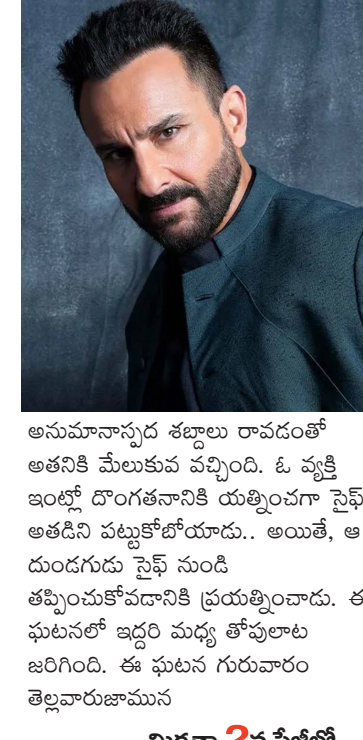 అనుమానాస్పద శబ్దాలు రావడంతో
అతనికి మేలుకువ వచ్చింది. ఓ వ్యక్తి
ఇంట్లో దొంగతనానికి యత్నించగా సైఫ్
అతడిని పట్టుకోబోయాడు.. అయితే, ఆ
దుండగుడు సైఫ్ నుండి
తప్పించుకోవడానికి ప్రయత్నించాడు. ఈ
ఘటనలో ఇద్దరి మధ్య తోపులాట
జరిగింది. ఈ ఘటన గురువారం
తెల్లవారుజామున